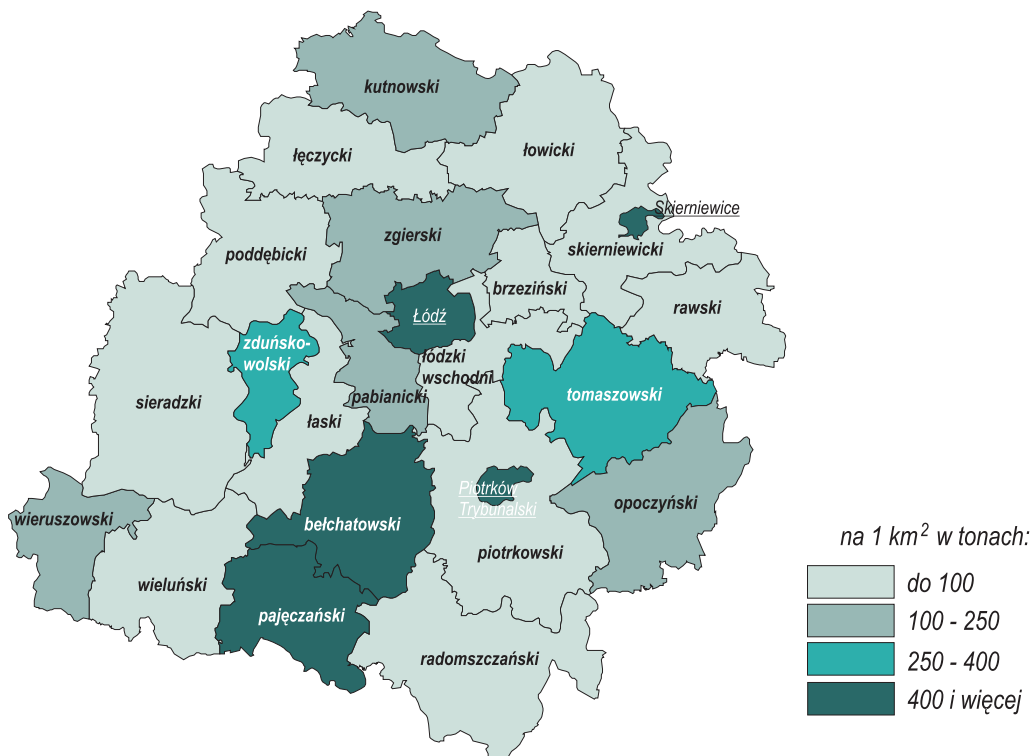 kutnowski
łowicki
łęczycki
Skierniewice
zgierski
skierniewicki
poddębicki
brzeziński
rawski
Łódź
zduńsko-
wolski
łódzki
wschodni
pabianicki
tomaszowski
sieradzki
łaski
Piotrków
Trybunalski
opoczyński
wieruszowski
bełchatowski
piotrkowski
wieluński
pajęczański
radomszczański
na 1 km² w tonach:
do 100
100 - 250
250 - 400
400 i więcej